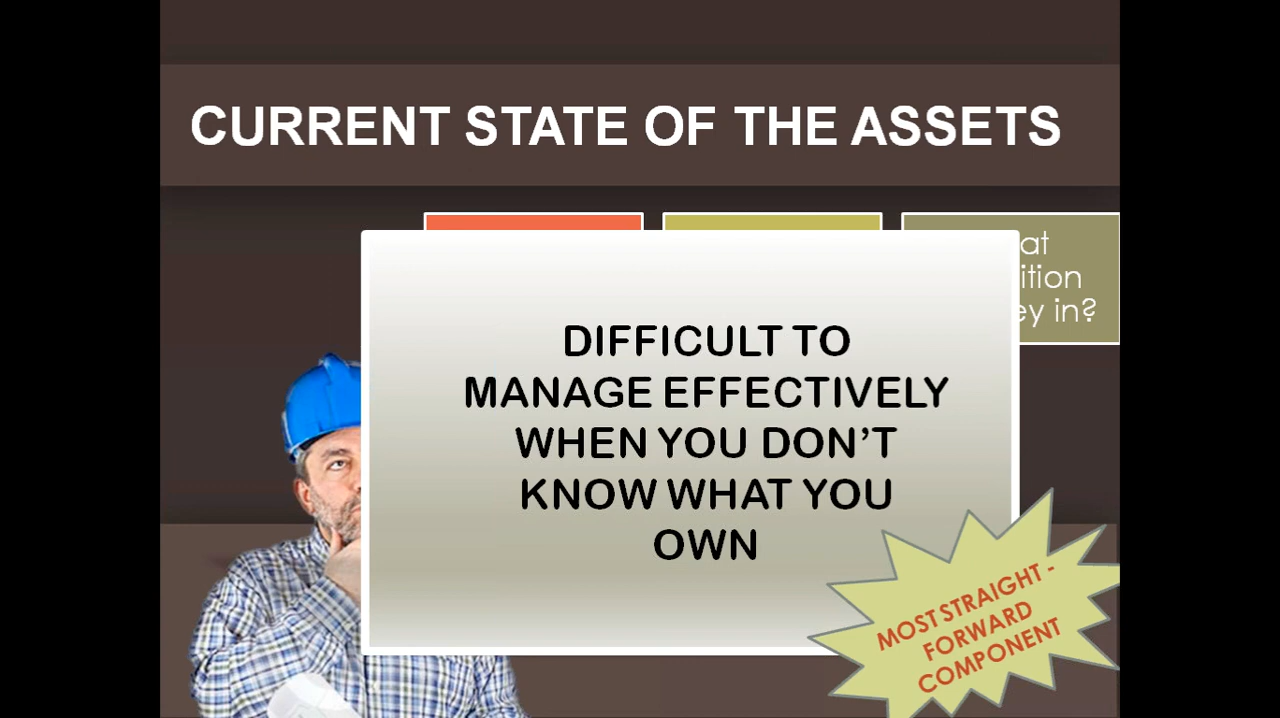 CURRENT STATE OF THE ASSETS
in?
DIFFICULT TO
MANAGE EFFECTIVELY
WHEN YOU DON’T
KNOW WHAT YOU
OWN
MOST STRAIGHT -
FORWARD
COMPONENT